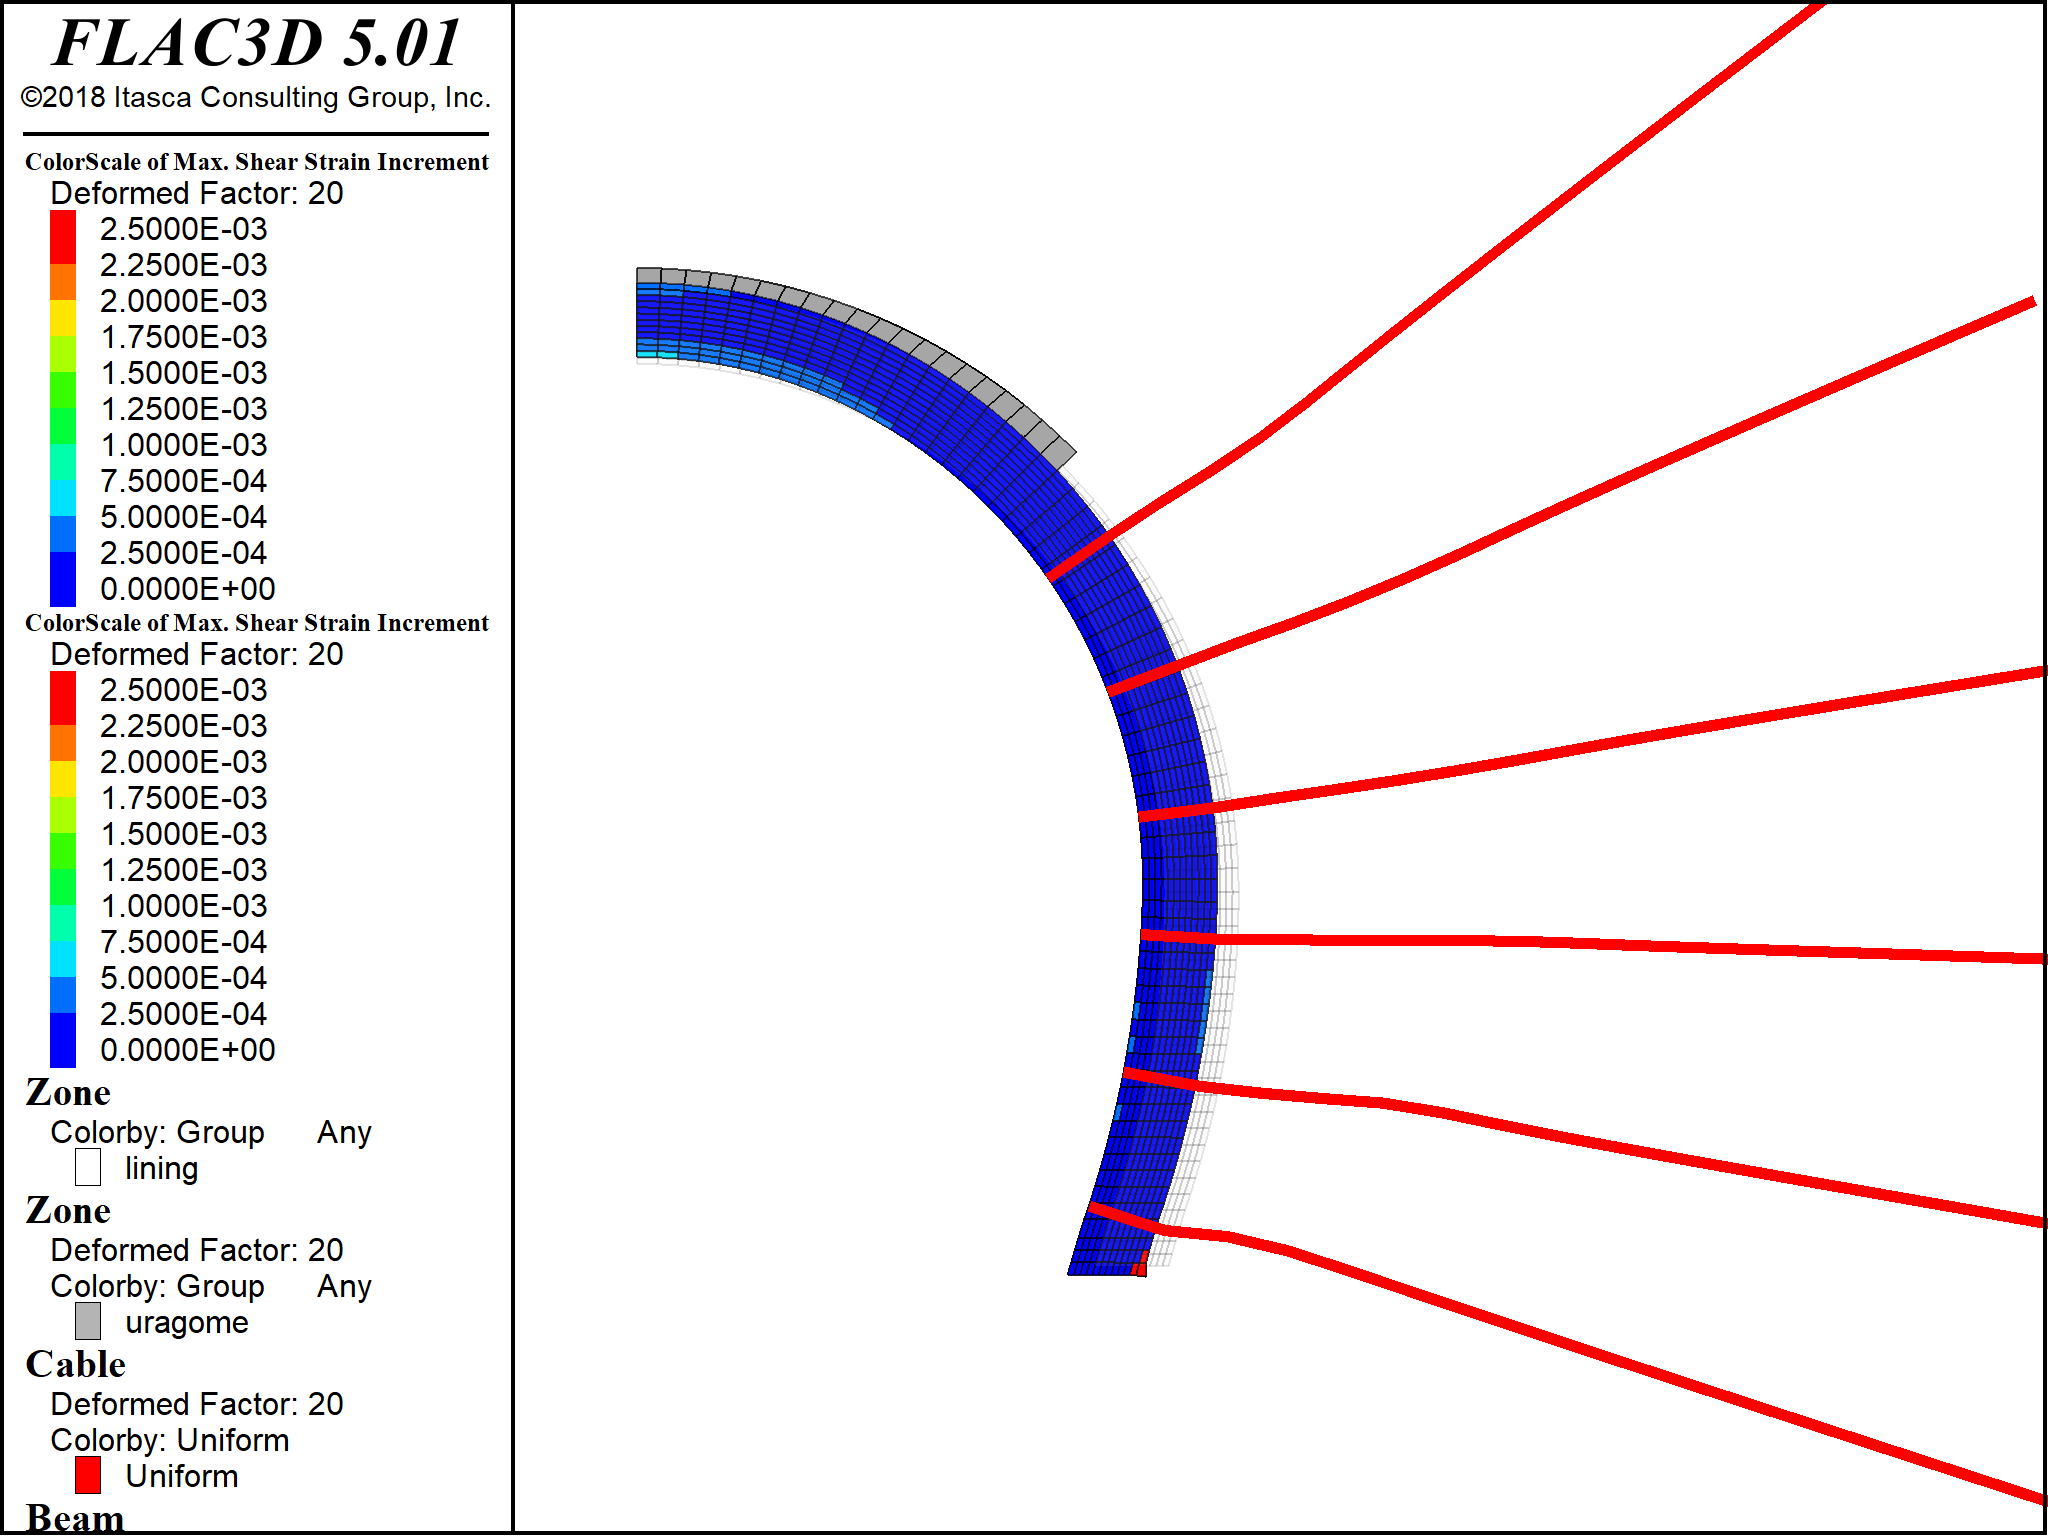 FLAC3D 5.01
©2018 Itasca Consulting Group, Inc.
ColorScale of Max. Shear Strain Increment
Deformed Factor: 20
2.5000E-03
2.2500E-03
2.0000E-03
1.7500E-03
1.5000E-03
1.2500E-03
1.0000E-03
7.5000E-04
5.0000E-04
2.5000E-04
0.0000E+00
ColorScale of Max. Shear Strain Increment
Deformed Factor: 20
2.5000E-03
2.2500E-03
2.0000E-03
1.7500E-03
1.5000E-03
1.2500E-03
1.0000E-03
7.5000E-04
5.0000E-04
2.5000E-04
0.0000E+00
Zone
Colorby: Group Any
lining
Zone
Deformed Factor: 20
Colorby: Group Any
uragome
Cable
Deformed Factor: 20
Colorby: Uniform
Uniform
Beam